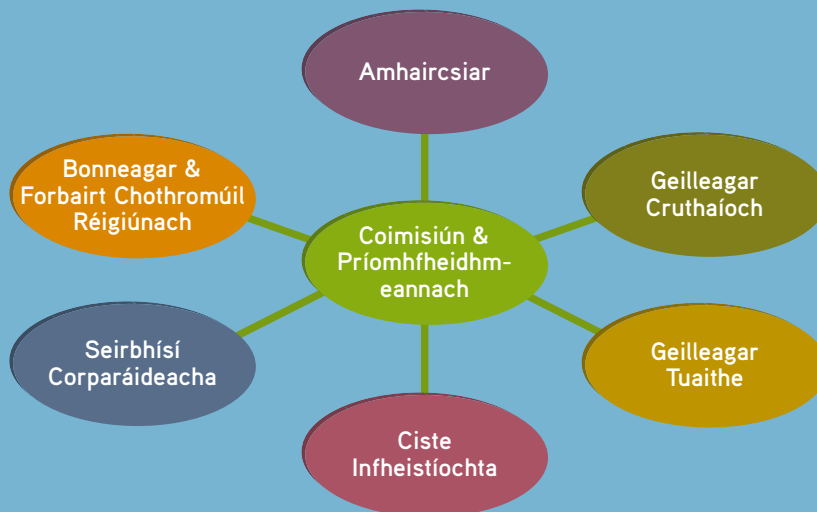 Amhaircsiar
Bonneagar &
Forbairt Chothromúil
Réigiúnach
Geilleagar
Cruthaíoch
Coimisiún &
Príomhfheidhm-
eannach
Seirbhísí
Corparáideacha
Geilleagar
Tuaithe
Ciste
Infheistíochta